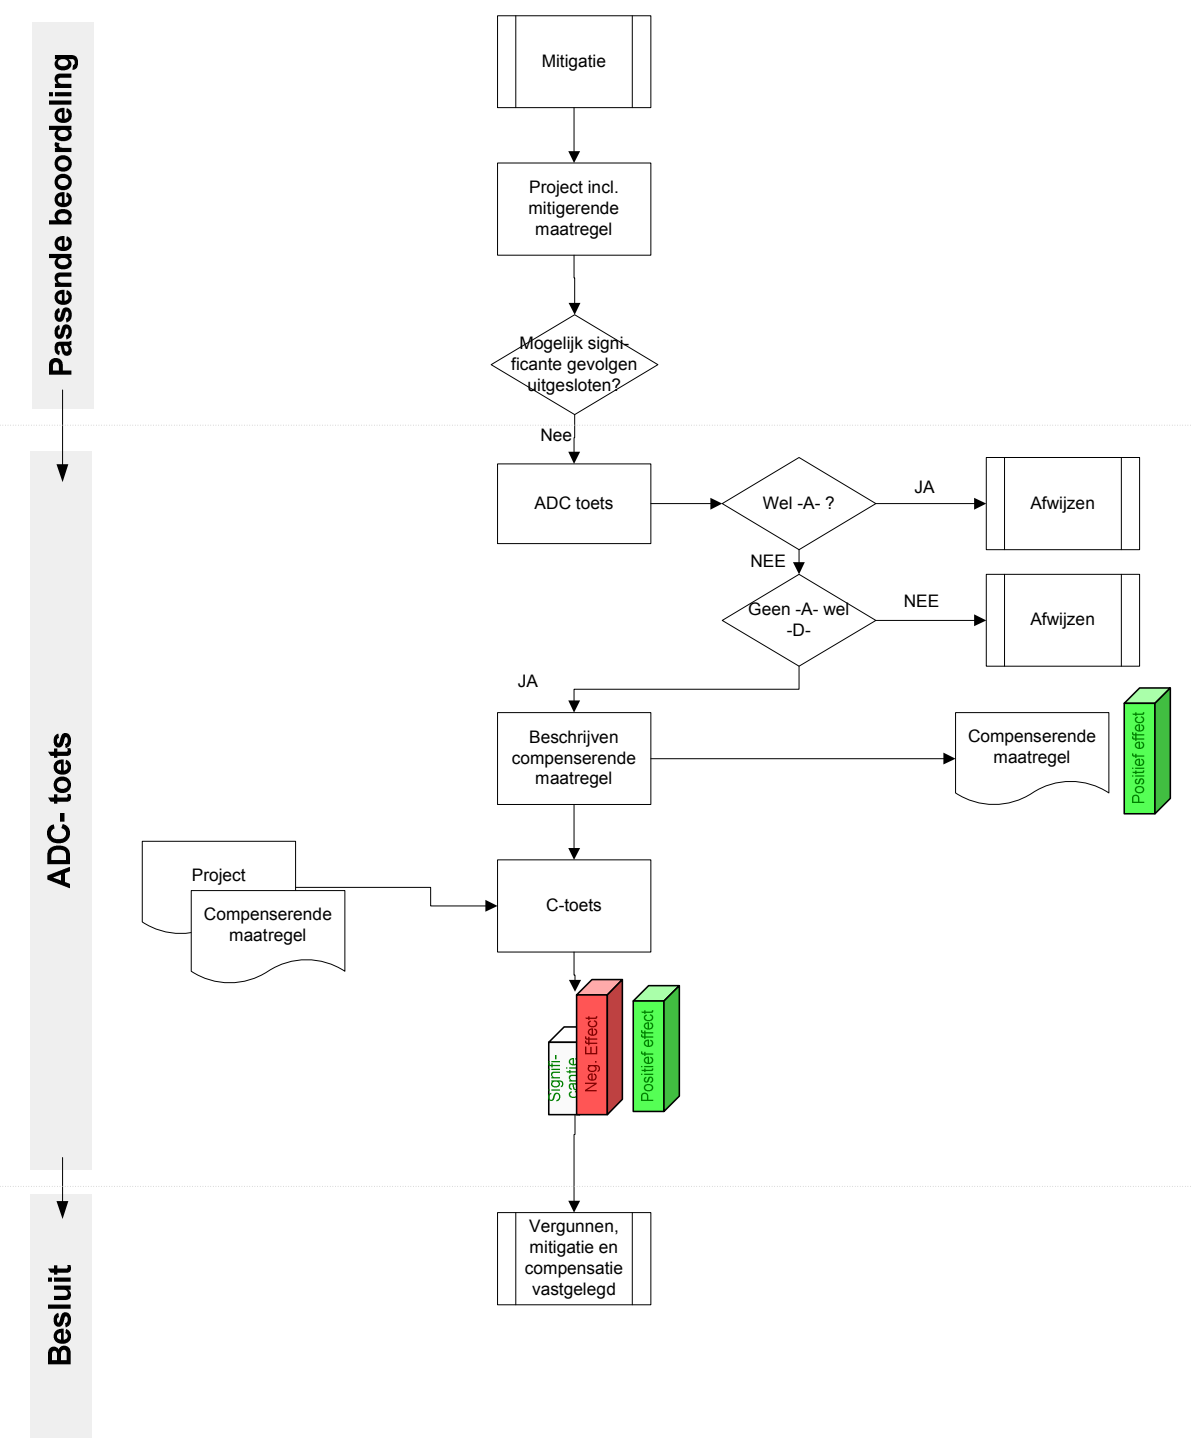 Passende beoordeling
Mitigatie
Project incl.
mitigerende
maatregel
Mogelijk signi-
ficante gevolgen
uitgesloten?
Nee
ADC- toets
ADC toets
Wel -A- ?
JA
Afwijzen
NEE
Geen -A- wel
-D-
NEE
Afwijzen
JA
Beschrijven
compenserende
maatregel
Compenserende
maatregel
Positief effect
Project
Compenserende
maatregel
C-toets
Signifi-
cantie
Neg. Effect
Positief effect
Besluit
Vergunnen,
mitigatie en
compensatie
vastgelegd